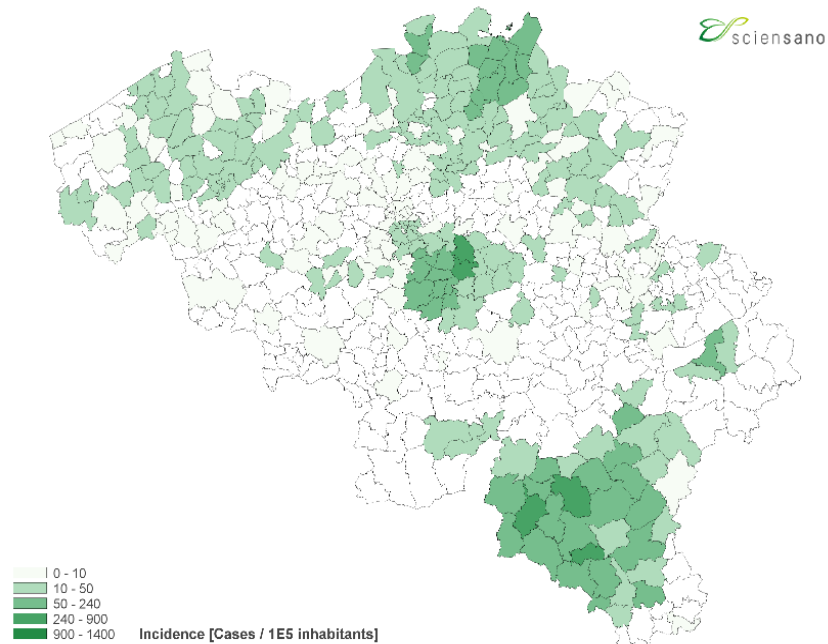 sciensano
0 - 10
10 - 50
50 - 240
240 - 900
900 - 1400 Incidence [Cases / 1E5 inhabitants]